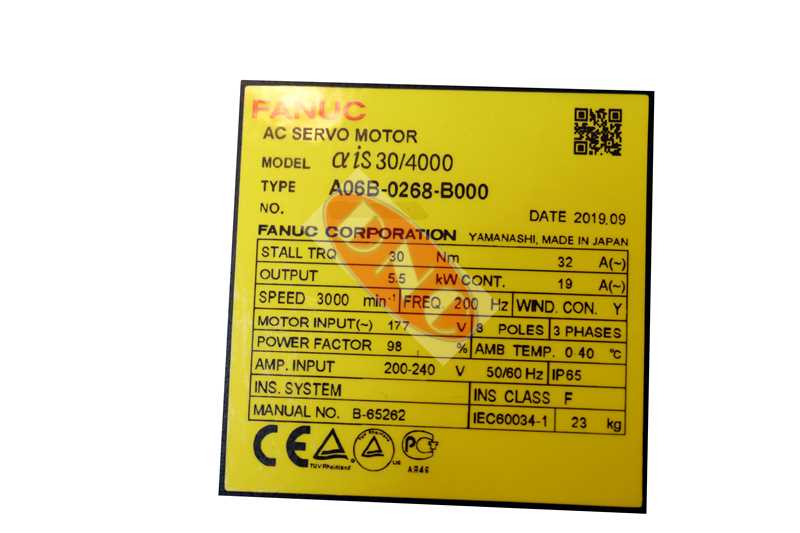 FANUC
AC SERVO MOTOR
MODEL αis 30/4000
TYPE A06B-0268-B000
NO. DATE 2019.09
FANUC CORPORATION YAMANASHI, MADE IN JAPAN
STALL TRQ 30 Nm 32 A(~)
OUTPUT 5.5 kW CONT. 19 A(~)
SPEED 3000 min-1 FREQ. 200 Hz WIND. CON. Y
MOTOR INPUT(~) 177 V 8 POLES 3 PHASES
POWER FACTOR 98 % AMB TEMP. 0 40 ℃
AMP. INPUT 200-240 V 50/60 Hz IP65
INS. SYSTEM INS CLASS F
MANUAL NO. B-65262 IEC60034-1 23 kg
CE
TÜV Rheinland